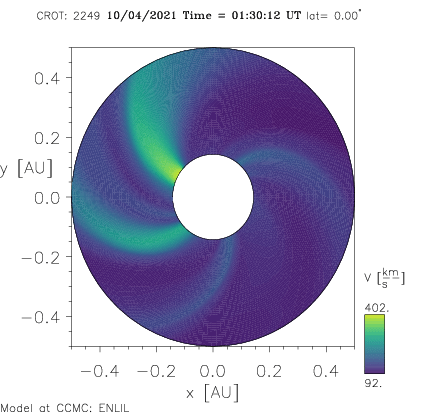 CROT: 2249 10/04/2021 Time = 01:30:12 UT lat= 0.00°
0.4
0.2
y [AU]
0.0
−0.2
−0.4
−0.4 −0.2 0.0 0.2 0.4
x [AU]
V [km/s]
402.
92.
Model at CCMC: ENLIL